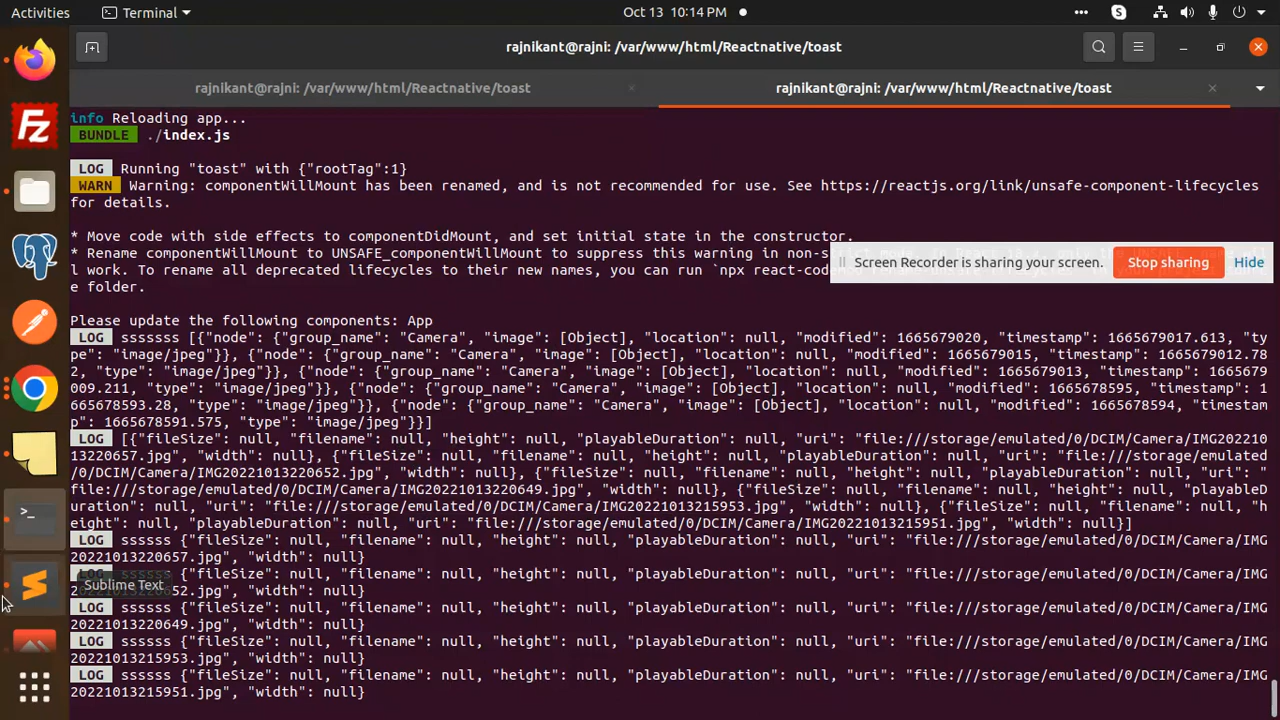 Activities
Terminal
Oct 13 10:14 PM
rajnikant@rajni: /var/www/html/Reactnative/toast
rajnikant@rajni: /var/www/html/Reactnative/toast
rajnikant@rajni: /var/www/html/Reactnative/toast
info Reloading app...
BUNDLE ./index.js
LOG Running "toast" with {"rootTag":1}
WARN Warning: componentWillMount has been renamed, and is not recommended for use. See https://reactjs.org/link/unsafe-component-lifecycles
for details.
* Move code with side effects to componentDidMount, and set initial state in the constructor.
* Rename componentWillMount to UNSAFE_componentWillMount to suppress this warning in non-s
l work. To rename all deprecated lifecycles to their new names, you can run `npx react-code
e folder.
Screen Recorder is sharing your screen.
Stop sharing
Hide
Please update the following components: App
LOG sssssss [{"node": {"group_name": "Camera", "image": [Object], "location": null, "modified": 1665679020, "timestamp": 1665679017.613, "ty
pe": "image/jpeg"}}, {"node": {"group_name": "Camera", "image": [Object], "location": null, "modified": 1665679015, "timestamp": 1665679012.78
2, "type": "image/jpeg"}}, {"node": {"group_name": "Camera", "image": [Object], "location": null, "modified": 1665679013, "timestamp": 1665679
009.211, "type": "image/jpeg"}}, {"node": {"group_name": "Camera", "image": [Object], "location": null, "modified": 1665678595, "timestamp": 1
665678593.28, "type": "image/jpeg"}}, {"node": {"group_name": "Camera", "image": [Object], "location": null, "modified": 1665678594, "timestam
p": 1665678591.575, "type": "image/jpeg"}}]
LOG [{"fileSize": null, "filename": null, "height": null, "playableDuration": null, "uri": "file:///storage/emulated/0/DCIM/Camera/IMG202210
13220657.jpg", "width": null}, {"fileSize": null, "filename": null, "height": null, "playableDuration": null, "uri": "file:///storage/emulated
/0/DCIM/Camera/IMG20221013220652.jpg", "width": null}, {"fileSize": null, "filename": null, "height": null, "playableDuration": null, "uri": "
file:///storage/emulated/0/DCIM/Camera/IMG20221013220649.jpg", "width": null}, {"fileSize": null, "filename": null, "height": null, "playableD
uration": null, "uri": "file:///storage/emulated/0/DCIM/Camera/IMG20221013215953.jpg", "width": null}, {"fileSize": null, "filename": null, "h
eight": null, "playableDuration": null, "uri": "file:///storage/emulated/0/DCIM/Camera/IMG20221013215951.jpg", "width": null}]
LOG ssssss {"fileSize": null, "filename": null, "height": null, "playableDuration": null, "uri": "file:///storage/emulated/0/DCIM/Camera/IMG
20221013220657.jpg", "width": null}
LOG ssssss {"fileSize": null, "filename": null, "height": null, "playableDuration": null, "uri": "file:///storage/emulated/0/DCIM/Camera/IMG
Sublime Text
52.jpg", "width": null}
LOG ssssss {"fileSize": null, "filename": null, "height": null, "playableDuration": null, "uri": "file:///storage/emulated/0/DCIM/Camera/IMG
20221013220649.jpg", "width": null}
LOG ssssss {"fileSize": null, "filename": null, "height": null, "playableDuration": null, "uri": "file:///storage/emulated/0/DCIM/Camera/IMG
20221013215953.jpg", "width": null}
LOG ssssss {"fileSize": null, "filename": null, "height": null, "playableDuration": null, "uri": "file:///storage/emulated/0/DCIM/Camera/IMG
20221013215951.jpg", "width": null}